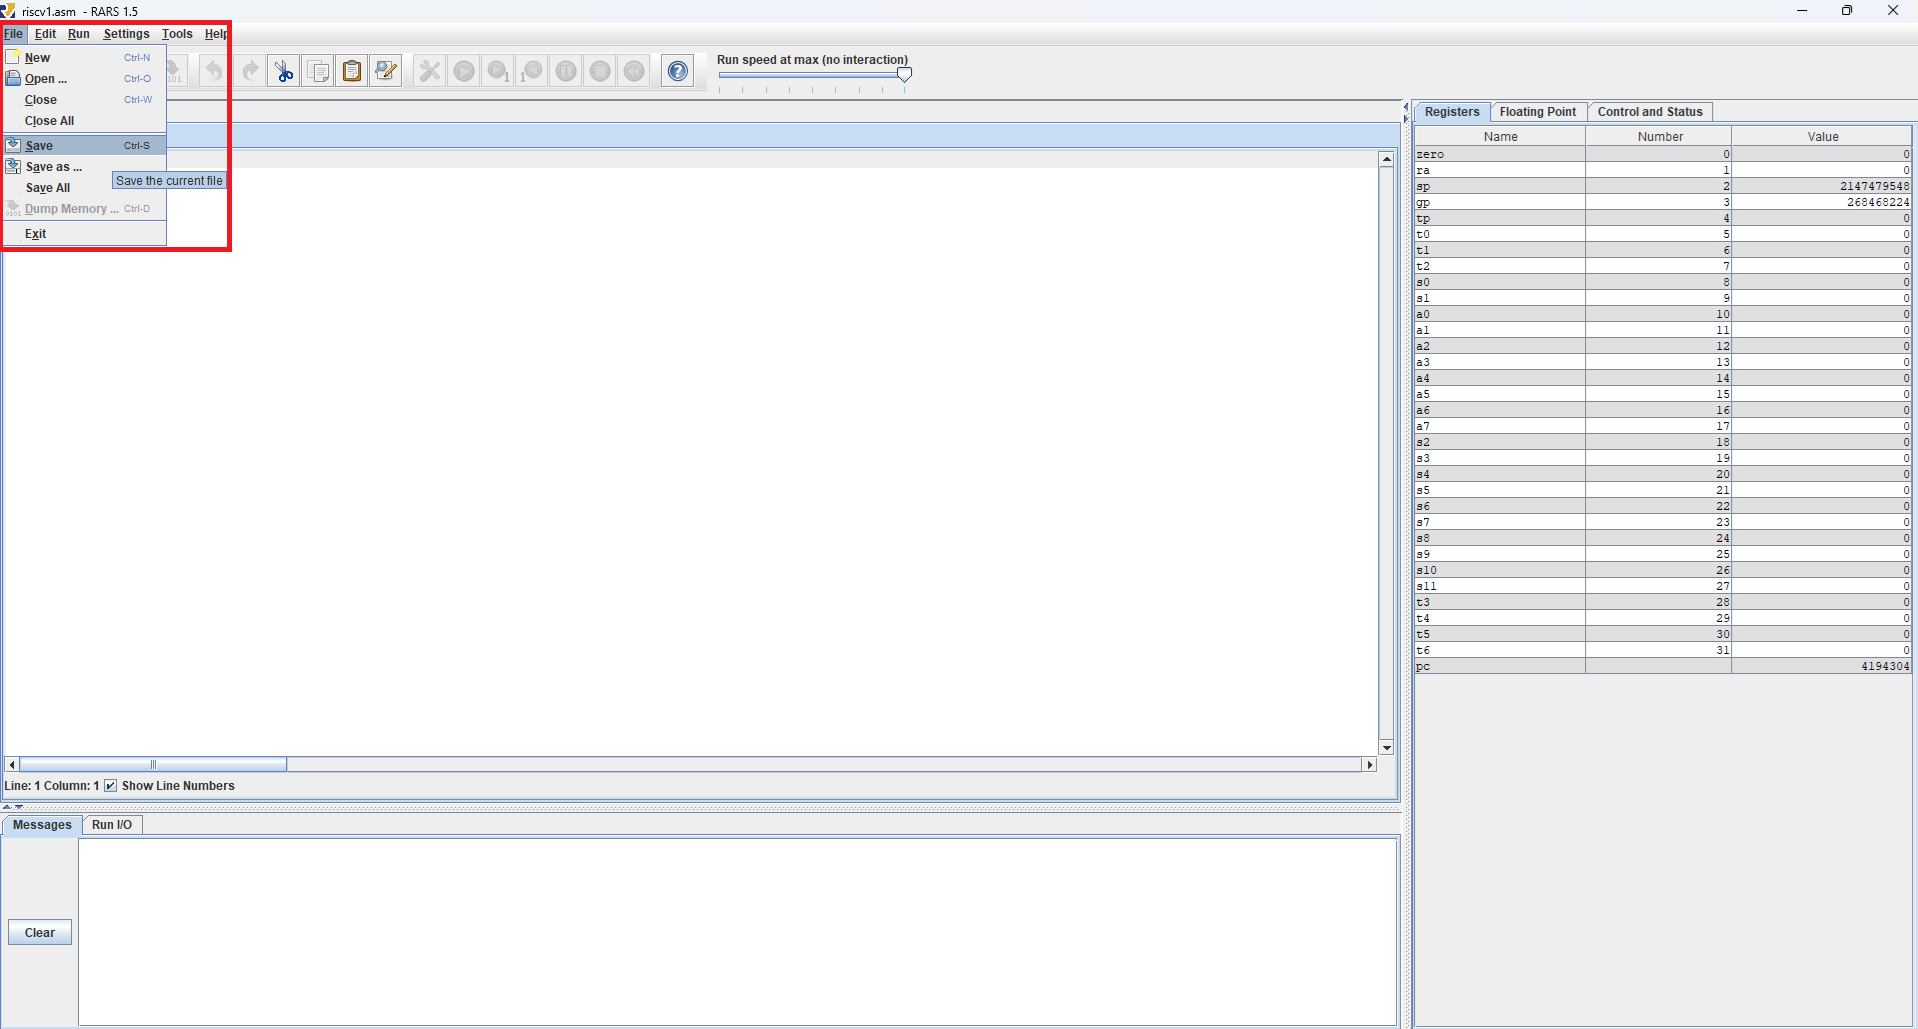 riscv1.asm - RARS 1.5
File Edit Run Settings Tools Help
New Ctrl-N
Open ... Ctrl-O
Close Ctrl-W
Close All
Save Ctrl-S
Save as ...
Save All
Save the current file
Dump Memory ... Ctrl-D
Exit
Run speed at max (no interaction)
Registers Floating Point Control and Status
Name Number Value
zero 0 0
ra 1 0
sp 2 2147479548
gp 3 268468224
tp 4 0
t0 5 0
t1 6 0
t2 7 0
s0 8 0
s1 9 0
a0 10 0
a1 11 0
a2 12 0
a3 13 0
a4 14 0
a5 15 0
a6 16 0
a7 17 0
s2 18 0
s3 19 0
s4 20 0
s5 21 0
s6 22 0
s7 23 0
s8 24 0
s9 25 0
s10 26 0
s11 27 0
t3 28 0
t4 29 0
t5 30 0
t6 31 0
pc 4194304
Line: 1 Column: 1 Show Line Numbers
Messages Run I/O
Clear